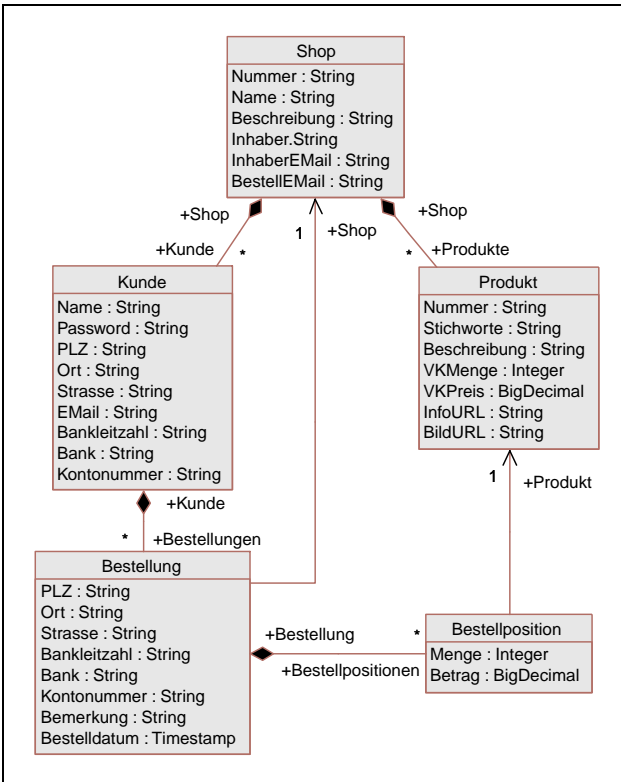 Shop
Nummer : String
Name : String
Beschreibung : String
Inhaber.String
InhaberEMail : String
BestellEMail : String
+Shop
+Kunde
*
1
+Shop
+Shop
+Produkte
*
Kunde
Name : String
Password : String
PLZ : String
Ort : String
Strasse : String
EMail : String
Bankleitzahl : String
Bank : String
Kontonummer : String
Produkt
Nummer : String
Stichworte : String
Beschreibung : String
VKMenge : Integer
VKPreis : BigDecimal
InfoURL : String
BildURL : String
+Kunde
* +Bestellungen
1
+Produkt
Bestellung
PLZ : String
Ort : String
Strasse : String
Bankleitzahl : String
Bank : String
Kontonummer : String
Bemerkung : String
Bestelldatum : Timestamp
+Bestellung
*
+Bestellpositionen
Bestellposition
Menge : Integer
Betrag : BigDecimal